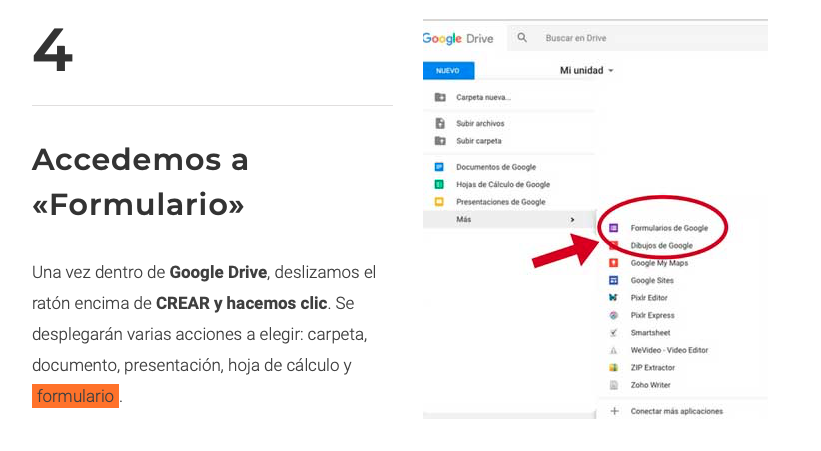 4
Accedemos a
«Formulario»
Una vez dentro de Google Drive, deslizamos el
ratón encima de CREAR y hacemos clic. Se
desplegarán varias acciones a elegir: carpeta,
documento, presentación, hoja de cálculo y
formulario.
Google Drive
Buscar en Drive
NUEVO
Mi unidad
Carpeta nueva...
Subir archivos
Subir carpeta
Documentos de Google
Hojas de Cálculo de Google
Presentaciones de Google
Más
Formularios de Google
Dibujos de Google
Google My Maps
Google Sites
Pixlr Editor
Pixlr Express
Smartsheet
WeVideo - Video Editor
ZIP Extractor
Zoho Writer
Conectar más aplicaciones